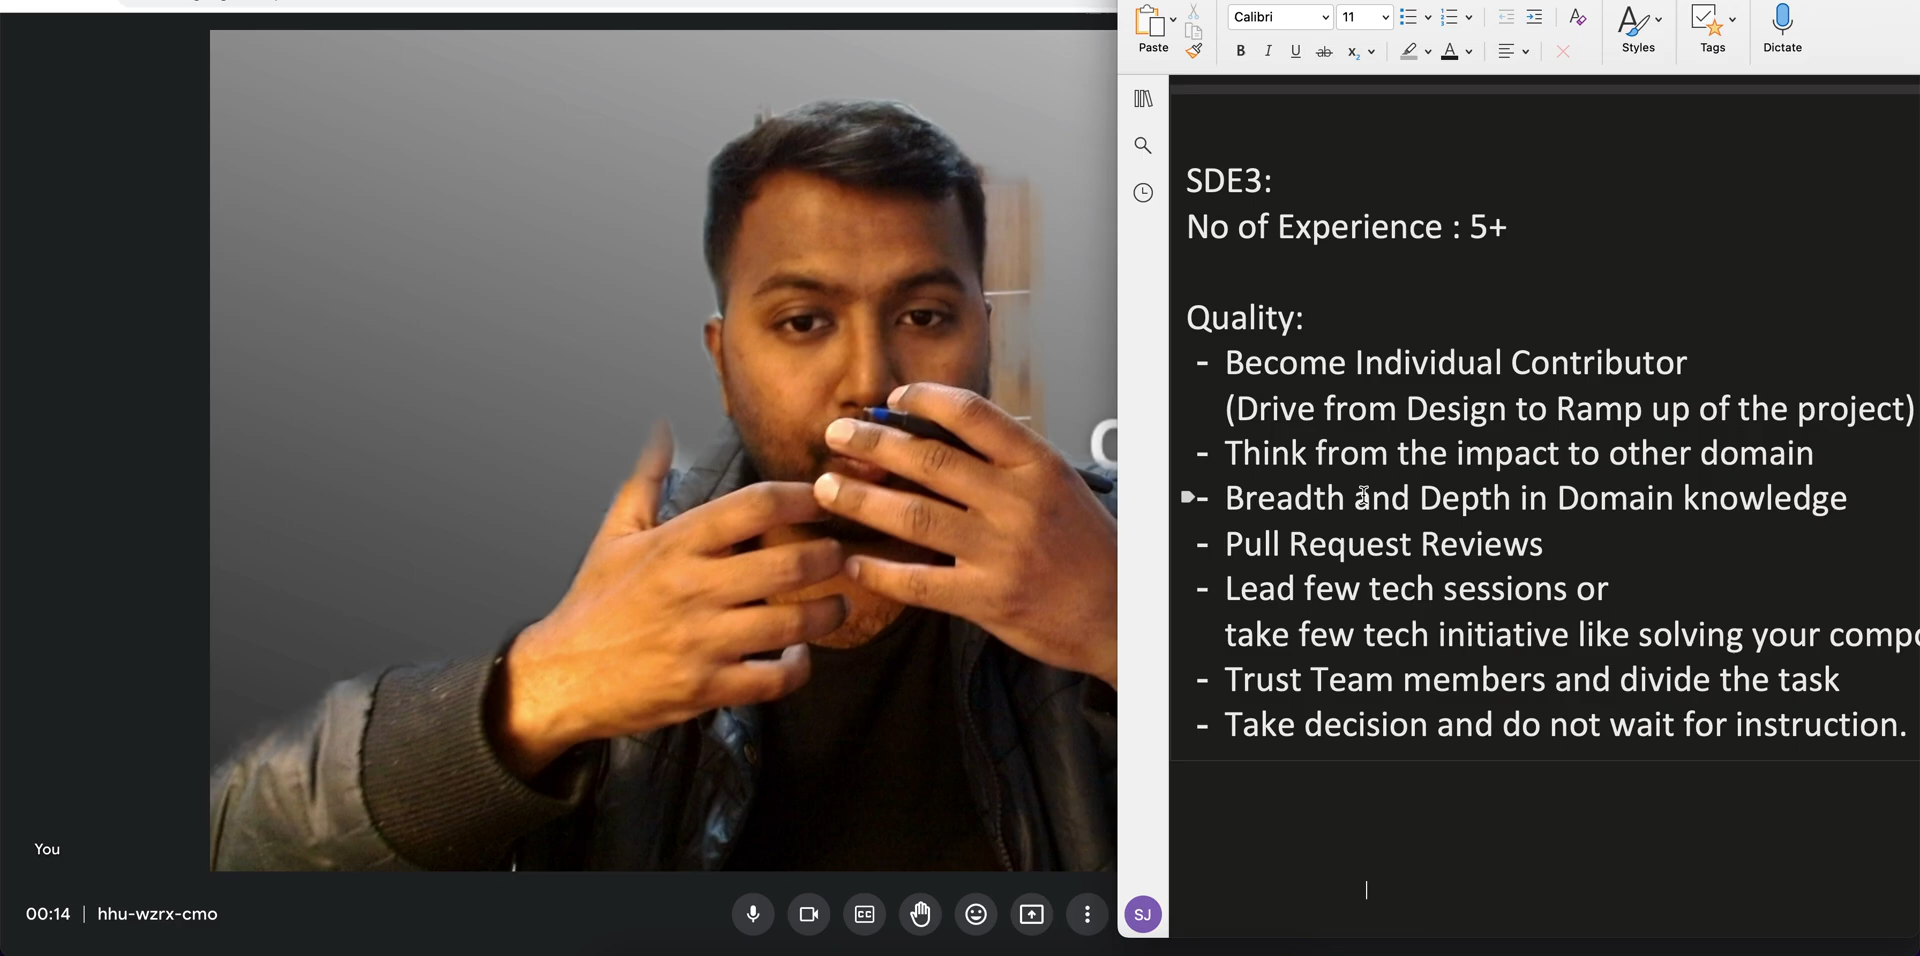 You
00:14 | hhu-wzrx-cmo
CC
Paste
Calibri
11
B I U ab x₂
A
Styles
Tags
Dictate
SDE3:
No of Experience : 5+
Quality:
- Become Individual Contributor
(Drive from Design to Ramp up of the project)
- Think from the impact to other domain
- Breadth and Depth in Domain knowledge
- Pull Request Reviews
- Lead few tech sessions or
take few tech initiative like solving your
- Trust Team members and divide the task
- Take decision and do not wait for instruction.
SJ